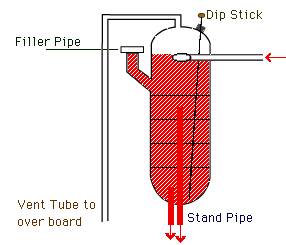 Dip Stick
Filler Pipe
Vent Tube to
over board
Stand Pipe